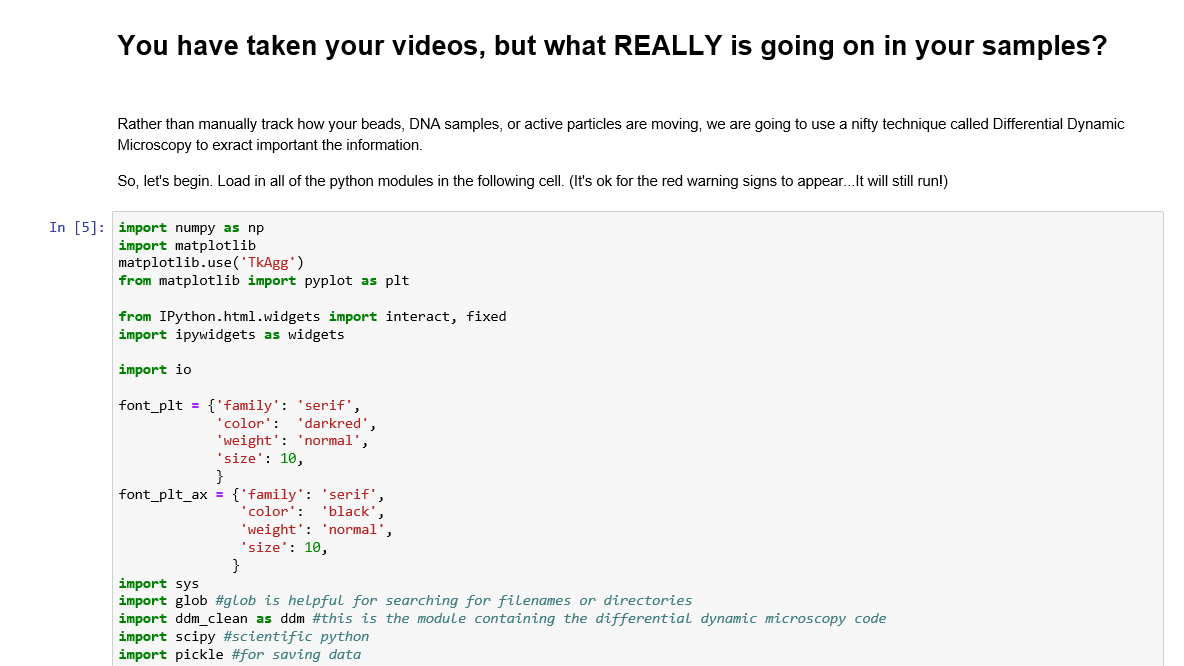 You have taken your videos, but what REALLY is going on in your samples?
Rather than manually track how your beads, DNA samples, or active particles are moving, we are going to use a nifty technique called Differential Dynamic
Microscopy to exract important the information.
So, let's begin. Load in all of the python modules in the following cell. (It's ok for the red warning signs to appear...It will still run!)
In [5]: import numpy as np
import matplotlib
matplotlib.use('TkAgg')
from matplotlib import pyplot as plt
from IPython.html.widgets import interact, fixed
import ipywidgets as widgets
import io
font_plt = {'family': 'serif',
'color':  'darkred',
'weight': 'normal',
'size': 10,
}
font_plt_ax = {'family': 'serif',
'color':  'black',
'weight': 'normal',
'size': 10,
}
import sys
import glob #glob is helpful for searching for filenames or directories
import ddm_clean as ddm #this is the module containing the differential dynamic microscopy code
import scipy #scientific python
import pickle #for saving data